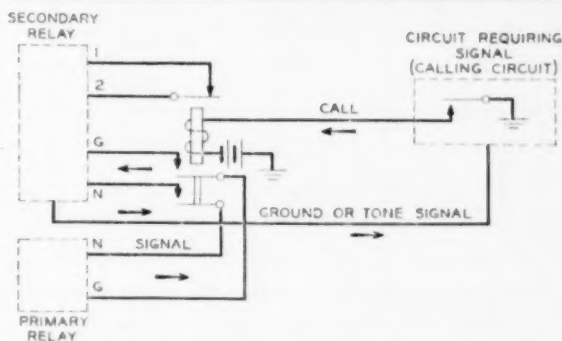 SECONDARY
RELAY
1
2
G
N
CIRCUIT REQUIRING
SIGNAL
(CALLING CIRCUIT)
CALL
GROUND OR TONE SIGNAL
N
SIGNAL
G
PRIMARY
RELAY